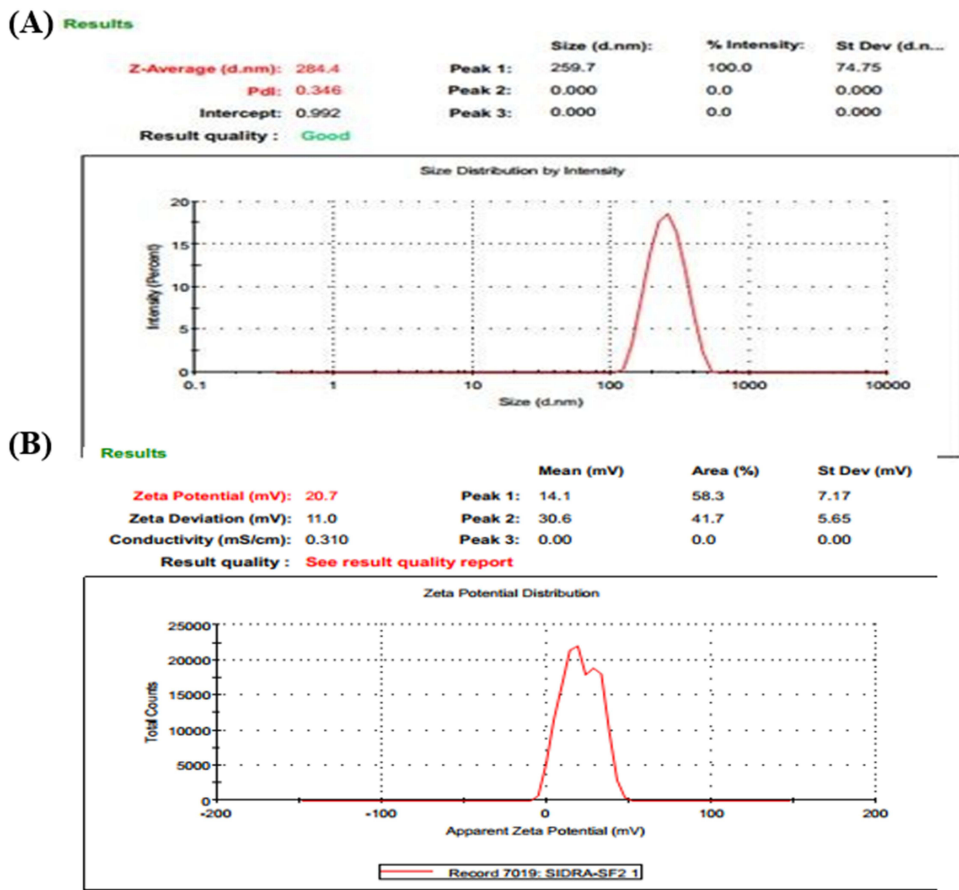 (A) Results
Size (d.nm): % Intensity: St Dev (d.n...
Z-Average (d.nm): 284.4 Peak 1: 259.7 100.0 74.75
PdI: 0.346 Peak 2: 0.000 0.0 0.000
Intercept: 0.992 Peak 3: 0.000 0.0 0.000
Result quality : Good
Size Distribution by Intensity
Intensity (Percent)
20
15
10
5
0
0.1 1 10 100 1000 10000
Size (d.nm)
(B) Results
Mean (mV) Area (%) St Dev (mV)
Zeta Potential (mV): 20.7 Peak 1: 14.1 58.3 7.17
Zeta Deviation (mV): 11.0 Peak 2: 30.6 41.7 5.65
Conductivity (mS/cm): 0.310 Peak 3: 0.00 0.0 0.00
Result quality : See result quality report
Zeta Potential Distribution
Total Counts
25000
20000
15000
10000
5000
0
-200 -100 0 100 200
Apparent Zeta Potential (mV)
Record 7019: SIDRA-SF2 1